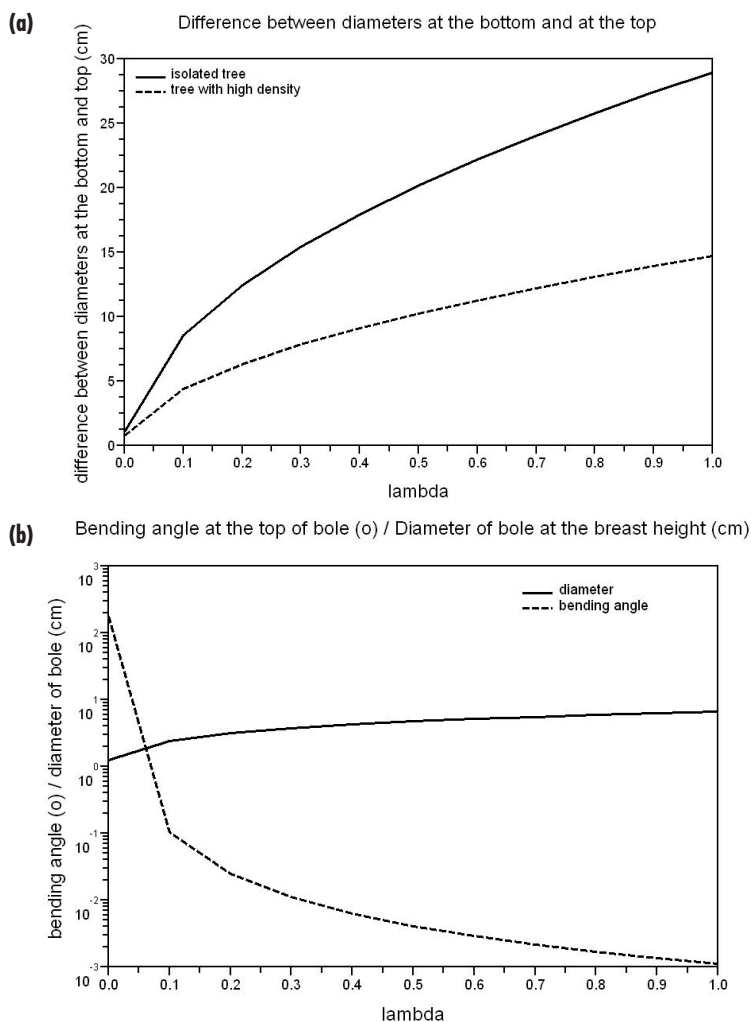 (a)
Difference between diameters at the bottom and at the top
difference between diameters at the bottom and top (cm)
30
25
20
15
10
5
0
isolated tree
tree with high density
0.0 0.1 0.2 0.3 0.4 0.5 0.6 0.7 0.8 0.9 1.0
lambda
(b)
Bending angle at the top of bole (o) / Diameter of bole at the breast height (cm)
bending angle (o) / diameter of bole (cm)
10 3
10 2
10 1
10 0
10 -1
10 -2
10 -3
diameter
bending angle
0.0 0.1 0.2 0.3 0.4 0.5 0.6 0.7 0.8 0.9 1.0
lambda